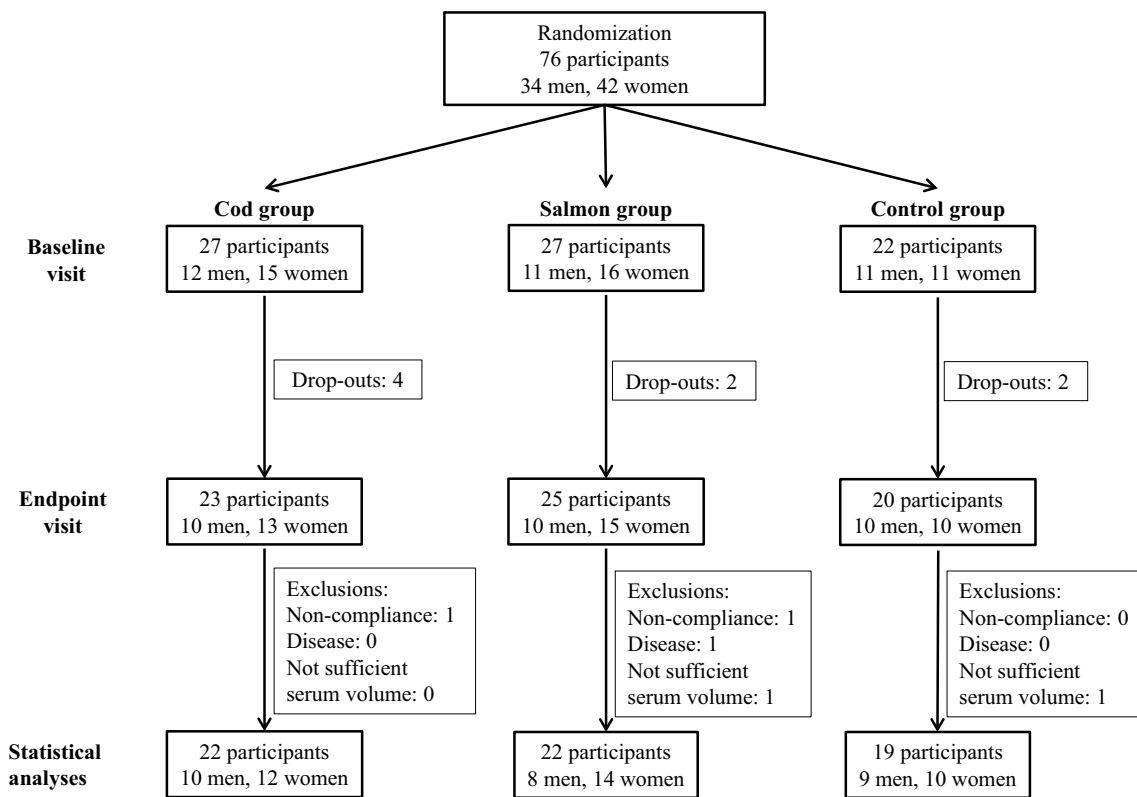 Randomization
76 participants
34 men, 42 women
Cod group
Salmon group
Control group
Baseline
visit
27 participants
12 men, 15 women
27 participants
11 men, 16 women
22 participants
11 men, 11 women
Drop-outs: 4
Drop-outs: 2
Drop-outs: 2
Endpoint
visit
23 participants
10 men, 13 women
25 participants
10 men, 15 women
20 participants
10 men, 10 women
Exclusions:
Non-compliance: 1
Disease: 0
Not sufficient
serum volume: 0
Exclusions:
Non-compliance: 1
Disease: 1
Not sufficient
serum volume: 1
Exclusions:
Non-compliance: 0
Disease: 0
Not sufficient
serum volume: 1
Statistical
analyses
22 participants
10 men, 12 women
22 participants
8 men, 14 women
19 participants
9 men, 10 women